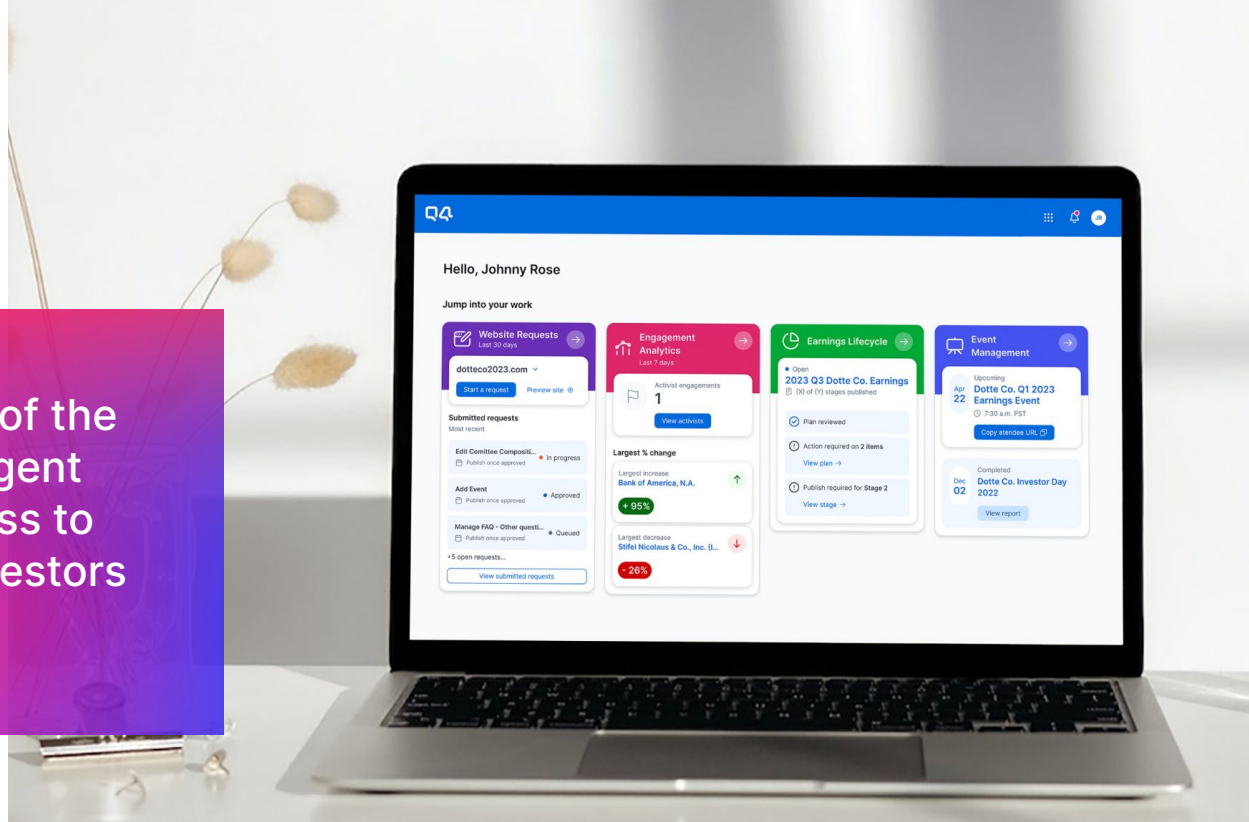 of the
gent
ss to
estors
Q4
JR
Hello, Johnny Rose
Jump into your work
Website Requests
Last 30 days
dotteco2023.com
Start a request Preview site
Submitted requests
Most recent
Edit Comittee Compositi...
Publish once approved
In progress
Add Event
Publish once approved
Approved
Manage FAQ - Other questi...
Publish once approved
Queued
+5 open requests...
View submitted requests
Engagement
Analytics
Last 7 days
Activist engagements
1
View activists
Largest % change
Largest increase
Bank of America, N.A.
+ 95%
Largest decrease
Stifel Nicolaus & Co., Inc. (I...
- 26%
Earnings Lifecycle
Open
2023 Q3 Dotte Co. Earnings
(X) of (Y) stages published
Plan reviewed
Action required on 2 items
View plan →
Publish required for Stage 2
View stage →
Event
Management
Apr
22
Upcoming
Dotte Co. Q1 2023
Earnings Event
7:30 a.m. PST
Copy atendee URL
Dec
02
Completed
Dotte Co. Investor Day
2022
View report